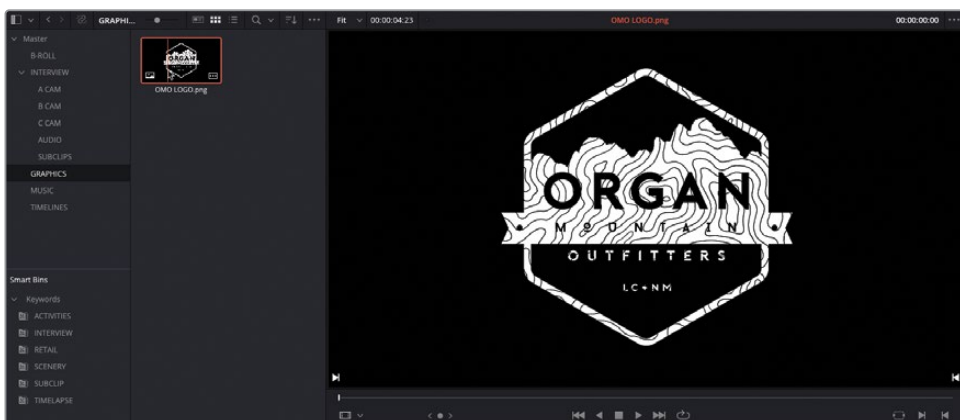 GRAPHI...
Fit
00:00:04:23
OMO LOGO.png
00:00:00:00
Master
B-ROLL
INTERVIEW
A CAM
B CAM
C CAM
AUDIO
SUBCLIPS
GRAPHICS
MUSIC
TIMELINES
Smart Bins
Keywords
ACTIVITIES
INTERVIEW
RETAIL
SCENERY
SUBCLIP
TIMELAPSE
ORGAN
OMO LOGO.png
ORGAN
MOUNTAIN
OUTFITTERS
LC NM